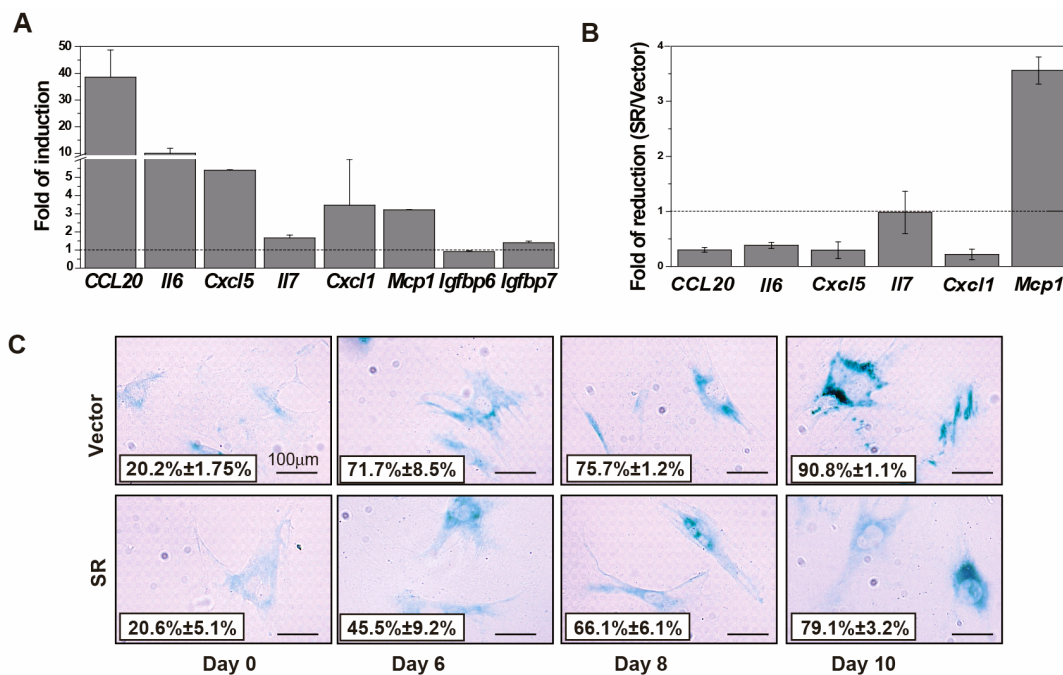 A
Fold of induction
50
40
30
20
10
5
4
3
2
1
0
CCL20 Il6 Cxcl5 Il7 Cxcl1 Mcp1 Igfbp6 Igfbp7
B
Fold of reduction (SR/Vector)
4
3
2
1
0
CCL20 Il6 Cxcl5 Il7 Cxcl1 Mcp1
C
Vector
20.2%±1.75% 100μm 71.7%±8.5% 75.7%±1.2% 90.8%±1.1%
SR
20.6%±5.1% 45.5%±9.2% 66.1%±6.1% 79.1%±3.2%
Day 0 Day 6 Day 8 Day 10